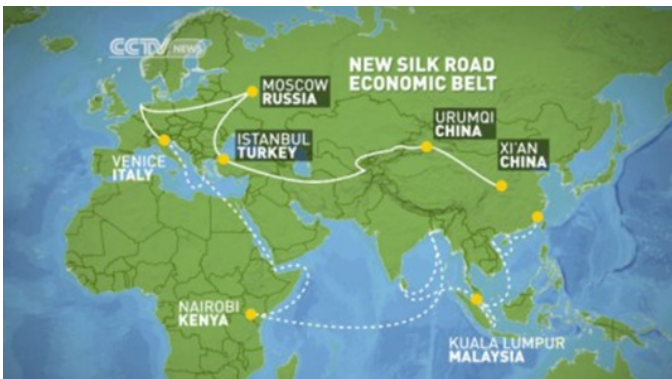 CCTV NEWS
NEW SILK ROAD
ECONOMIC BELT
MOSCOW
RUSSIA
URUMQI
CHINA
ISTANBUL
TURKEY
XI'AN
CHINA
VENICE
ITALY
NAIROBI
KENYA
KUALA LUMPUR
MALAYSIA